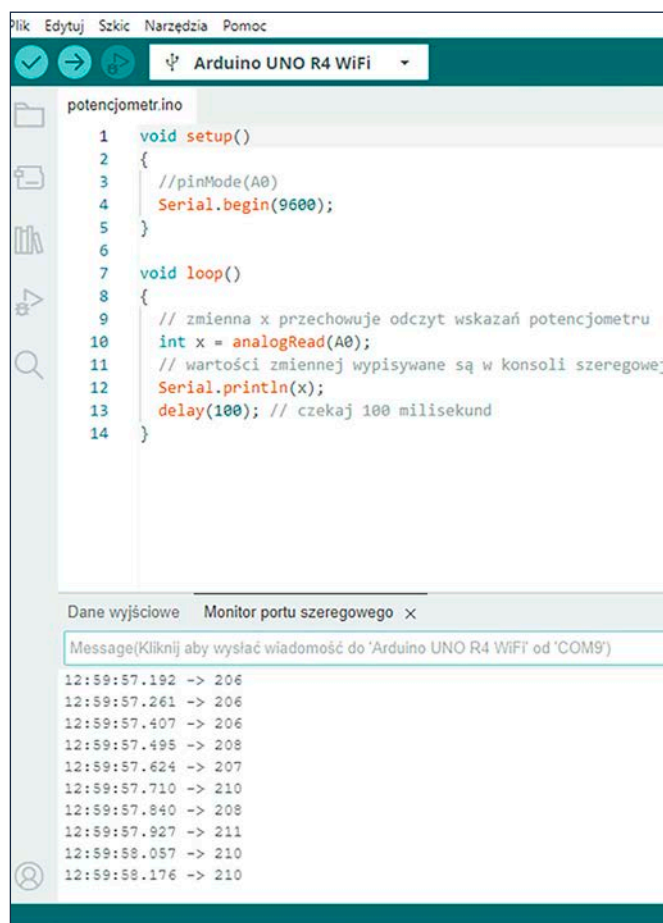 Plik Edytuj Szkic Narzędzia Pomoc
Arduino UNO R4 WiFi
potencjometr.ino
1 void setup()
2 {
3 //pinMode(A0)
4 Serial.begin(9600);
5 }
6
7 void loop()
8 {
9 // zmienna x przechowuje odczyt wskazań potencjometru
10 int x = analogRead(A0);
11 // wartości zmiennej wypisywane są w konsoli szeregowej
12 Serial.println(x);
13 delay(100); // czekaj 100 milisekund
14 }
Dane wyjściowe Monitor portu szeregowego ×
Message(Kliknij aby wysłać wiadomość do 'Arduino UNO R4 WiFi' od 'COM9')
12:59:57.192 -> 206
12:59:57.261 -> 206
12:59:57.407 -> 206
12:59:57.495 -> 208
12:59:57.624 -> 207
12:59:57.710 -> 210
12:59:57.840 -> 208
12:59:57.927 -> 211
12:59:58.057 -> 210
12:59:58.176 -> 210